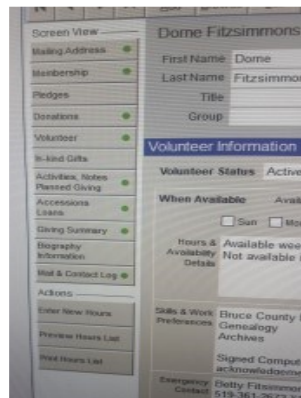 Screen View
Mailing Address
Membership
Pledges
Donations
Volunteer
In-kind Gifts
Activities, Notes
Planned Giving
Accessions
Loans
Giving Summary
Biography
Information
Mail & Contact Log
Actions
Enter New Hours
Preview Hours List
Print Hours List
Dome Fitzsimmons
First Name Dome
Last Name Fitzsimmo
Title
Group
Volunteer Information
Volunteer Status Active
When Available Avai
Sun Mo
Hours & Availability Details
Available wee
Not available
Skills & Work Preferences
Bruce County
Genealogy
Archives
Signed Comput
acknowledgeme
Emergency Contact
Betty Fitzsimmo